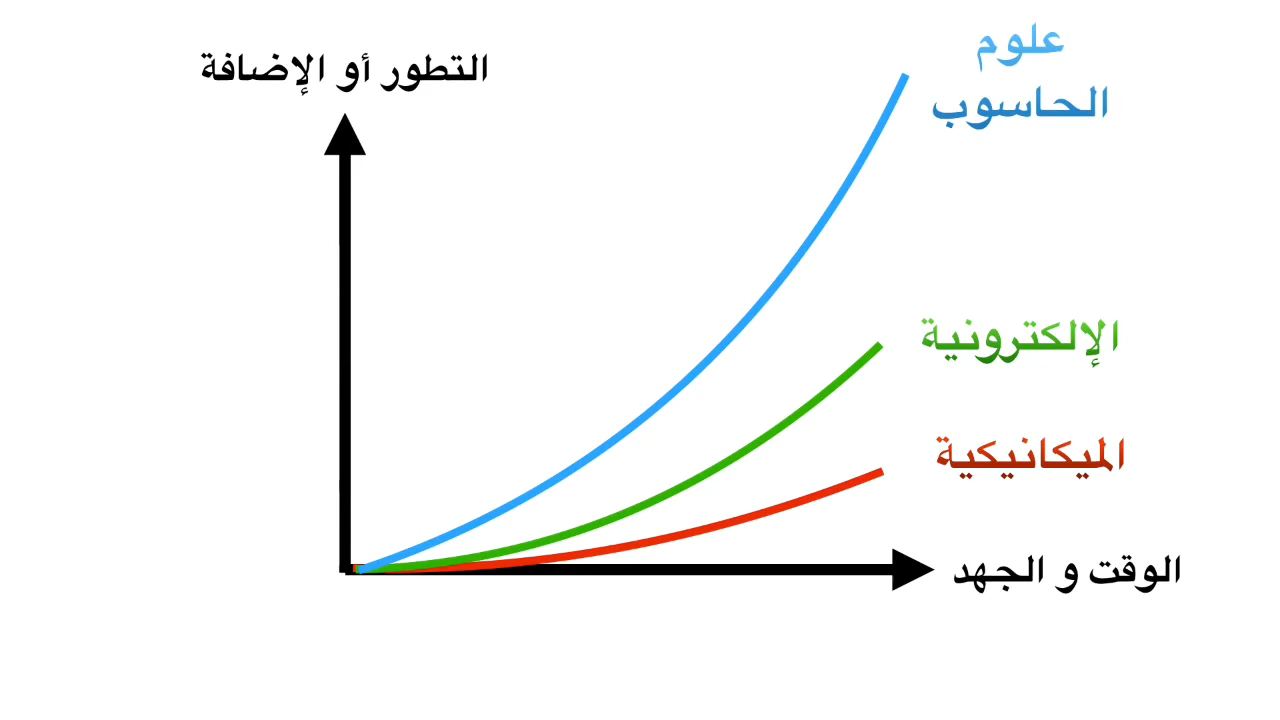 التطور أو الإضافة
علوم
الحاسوب
الإلكترونية
الميكانيكية
الوقت و الجهد